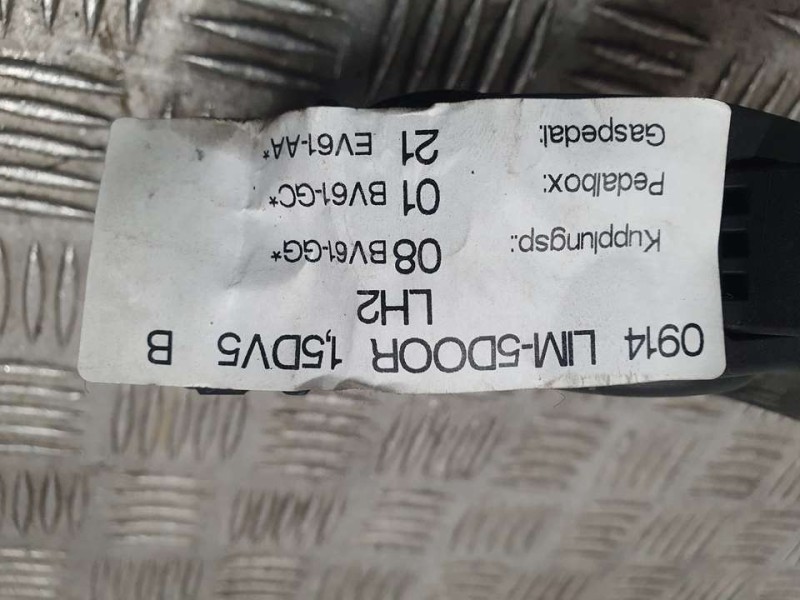 0914 LIM-5DOOR 1,5DV5 B
LH2
Kupplungsp.: 08 BV61-GG*
Pedalbox: 01 BV61-GC*
Gaspedal: 21 EV61-AA*